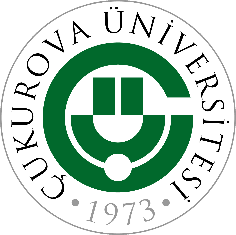 ÇUKUROVA ÜNİVERSİTESİ
• 1973 •